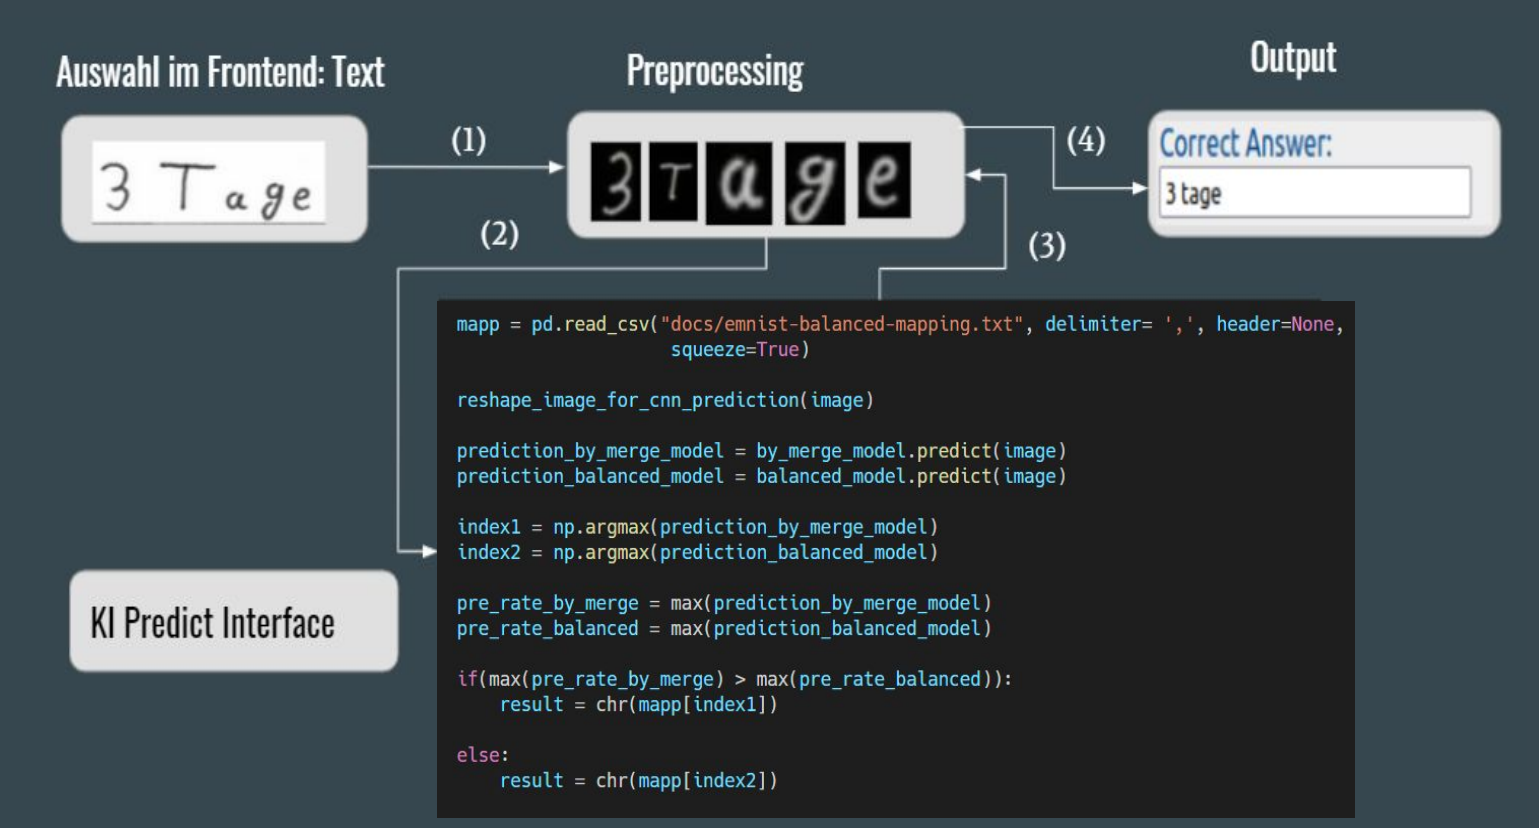 Auswahl im Frontend: Text
Preprocessing
Output
(1)
3 Tage
3 T a g e
(4)
Correct Answer:
3 tage
(2)
(3)
mapp = pd.read_csv("docs/emnist-balanced-mapping.txt", delimiter= ',', header=None,
squeeze=True)
reshape_image_for_cnn_prediction(image)
prediction_by_merge_model = by_merge_model.predict(image)
prediction_balanced_model = balanced_model.predict(image)
index1 = np.argmax(prediction_by_merge_model)
index2 = np.argmax(prediction_balanced_model)
pre_rate_by_merge = max(prediction_by_merge_model)
pre_rate_balanced = max(prediction_balanced_model)
if(max(pre_rate_by_merge) > max(pre_rate_balanced)):
result = chr(mapp[index1])
else:
result = chr(mapp[index2])
KI Predict Interface